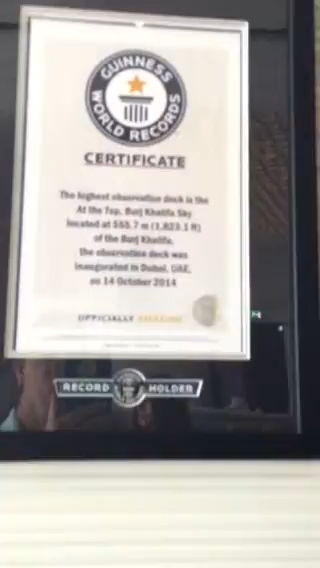 GUINNESS
WORLD RECORDS
CERTIFICATE
The highest observation deck is the
At the Top, Burj Khalifa Sky
located at 555.7 m (1,823.1 ft)
of the Burj Khalifa.
the observation deck was
inaugurated in Dubai, UAE,
on 14 October 2014
OFFICIALLY AMAZING
RECORD HOLDER